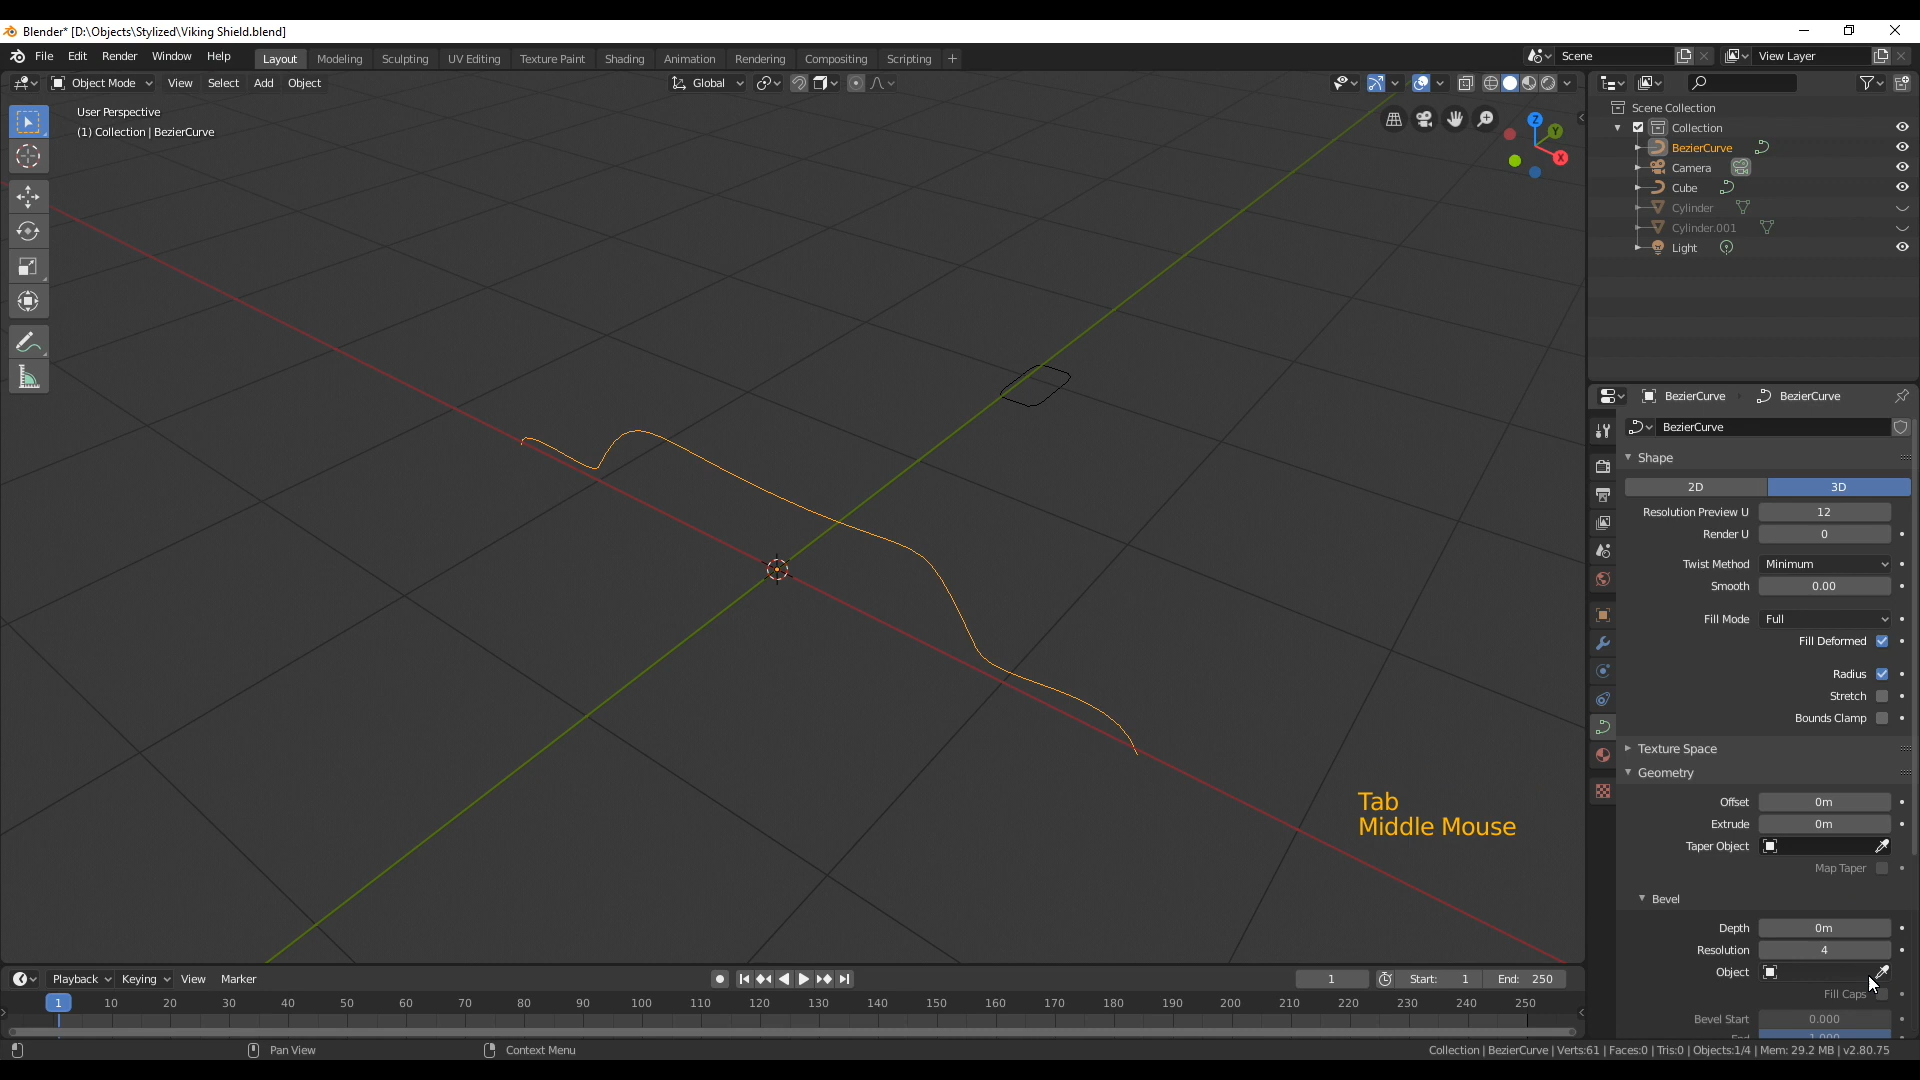 Blender* [D:\Objects\Stylized\Viking Shield.blend]
File Edit Render Window Help Layout Modeling Sculpting UV Editing Texture Paint Shading Animation Rendering Compositing Scripting + Scene View Layer
Object Mode View Select Add Object Global
User Perspective
(1) Collection | BezierCurve
Z
Y
X
Scene Collection
Collection
BezierCurve
Camera
Cube
Cylinder
Cylinder.001
Light
BezierCurve BezierCurve
BezierCurve
Shape
2D 3D
Resolution Preview U 12
Render U 0
Twist Method Minimum
Smooth 0.00
Fill Mode Full
Fill Deformed
Radius
Stretch
Bounds Clamp
Texture Space
Geometry
Offset 0m
Extrude 0m
Taper Object
Map Taper
Bevel
Depth 0m
Resolution 4
Object
Fill Caps
Bevel Start 0.000
End 1.000
Tab
Middle Mouse
Playback Keying View Marker 1 Start: 1 End: 250
1 10 20 30 40 50 60 70 80 90 100 110 120 130 140 150 160 170 180 190 200 210 220 230 240 250
Pan View Context Menu Collection | BezierCurve | Verts:61 | Faces:0 | Tris:0 | Objects:1/4 | Mem: 29.2 MB | v2.80.75